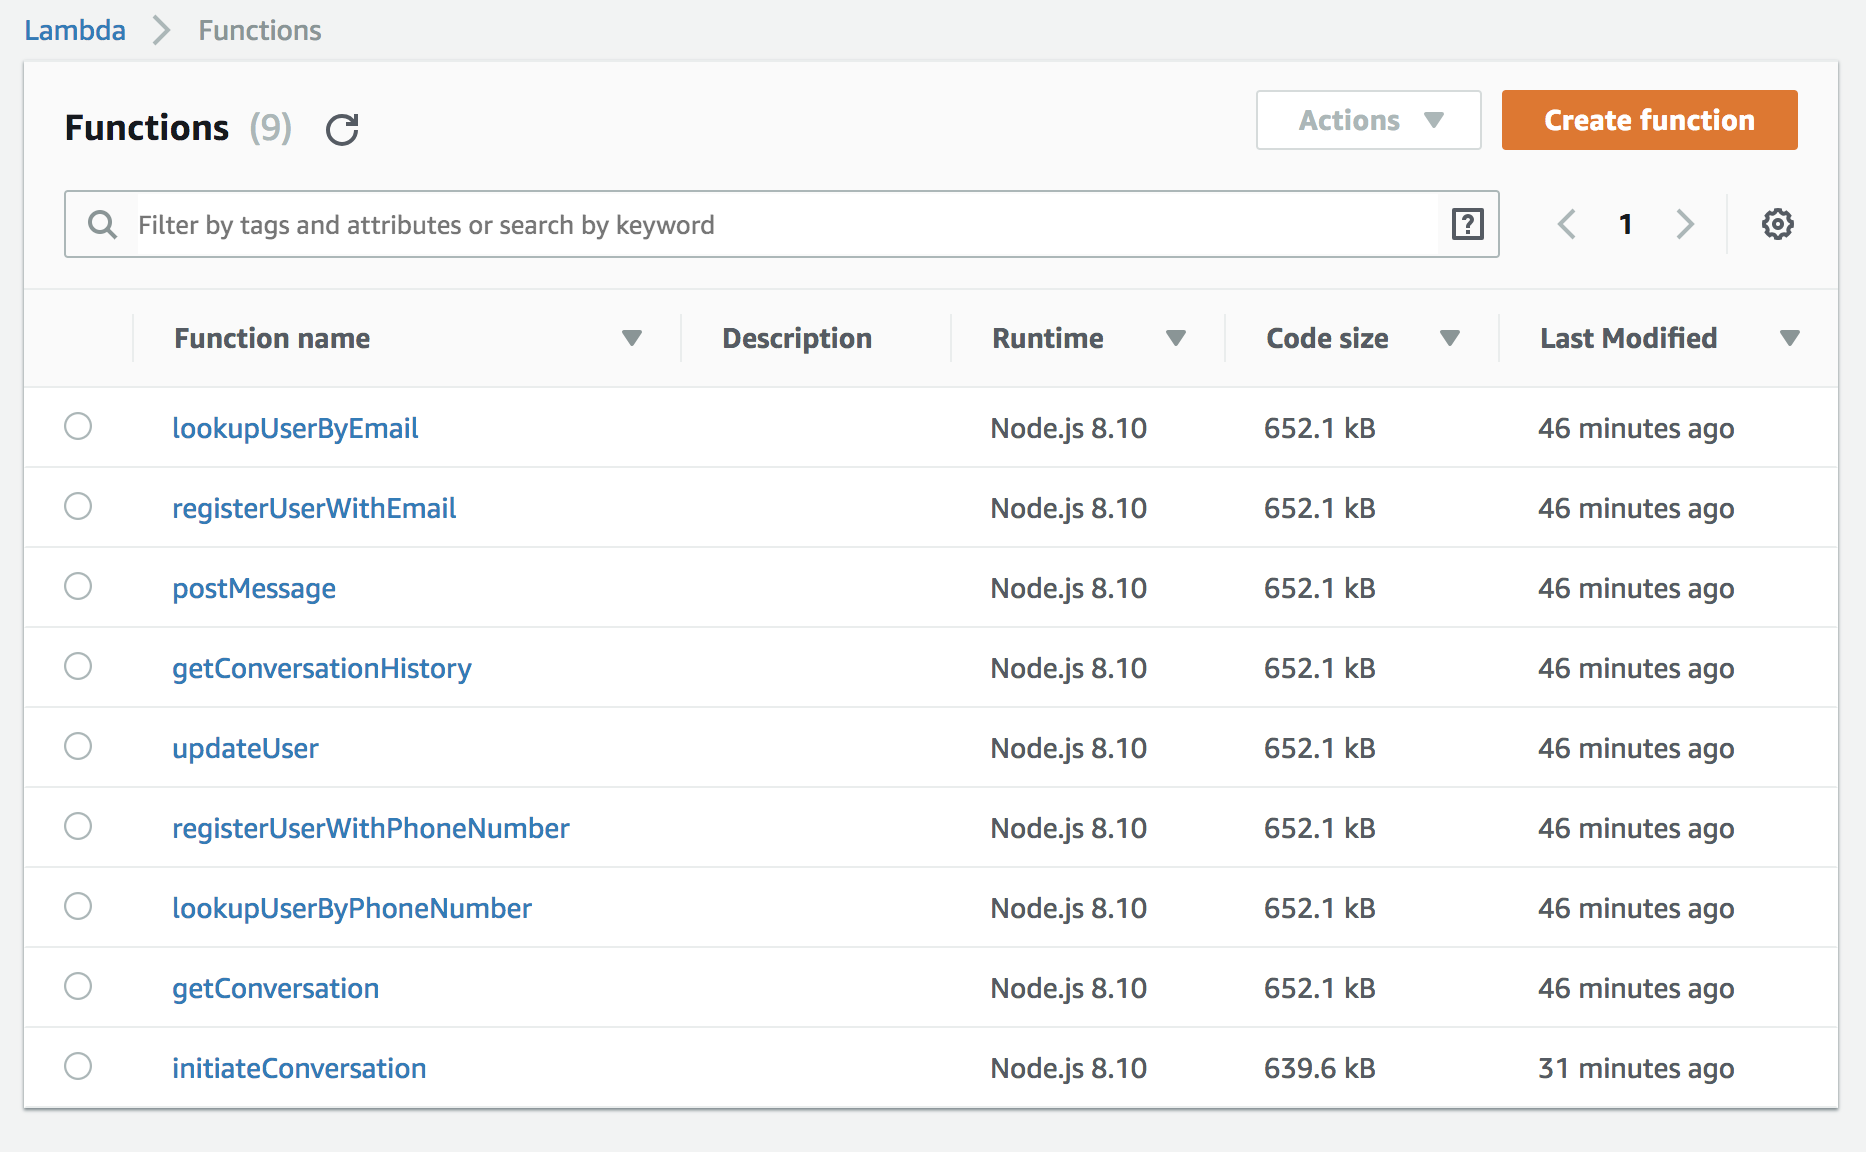 Lambda Functions
Functions (9)
Actions Create function
Filter by tags and attributes or search by keyword ? 1
Function name Description Runtime Code size Last Modified
lookupUserByEmail Node.js 8.10 652.1 kB 46 minutes ago
registerUserWithEmail Node.js 8.10 652.1 kB 46 minutes ago
postMessage Node.js 8.10 652.1 kB 46 minutes ago
getConversationHistory Node.js 8.10 652.1 kB 46 minutes ago
updateUser Node.js 8.10 652.1 kB 46 minutes ago
registerUserWithPhoneNumber Node.js 8.10 652.1 kB 46 minutes ago
lookupUserByPhoneNumber Node.js 8.10 652.1 kB 46 minutes ago
getConversation Node.js 8.10 652.1 kB 46 minutes ago
initiateConversation Node.js 8.10 639.6 kB 31 minutes ago